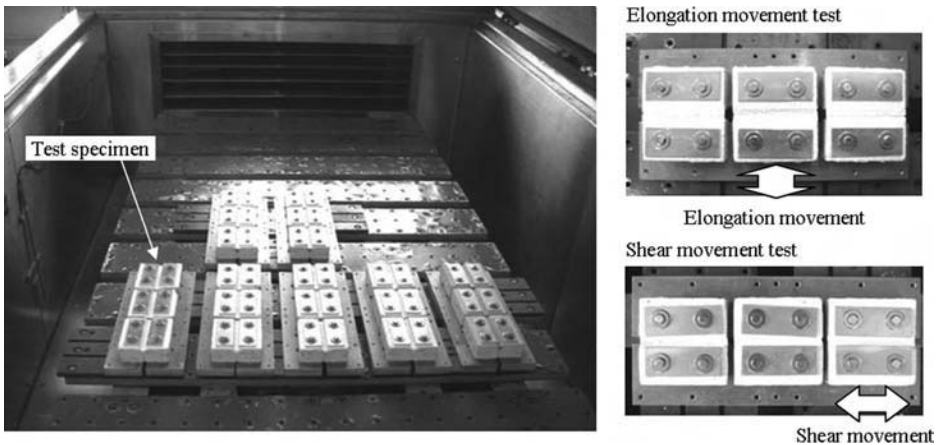 Elongation movement test
Test specimen
Elongation movement
Shear movement test
Shear movement